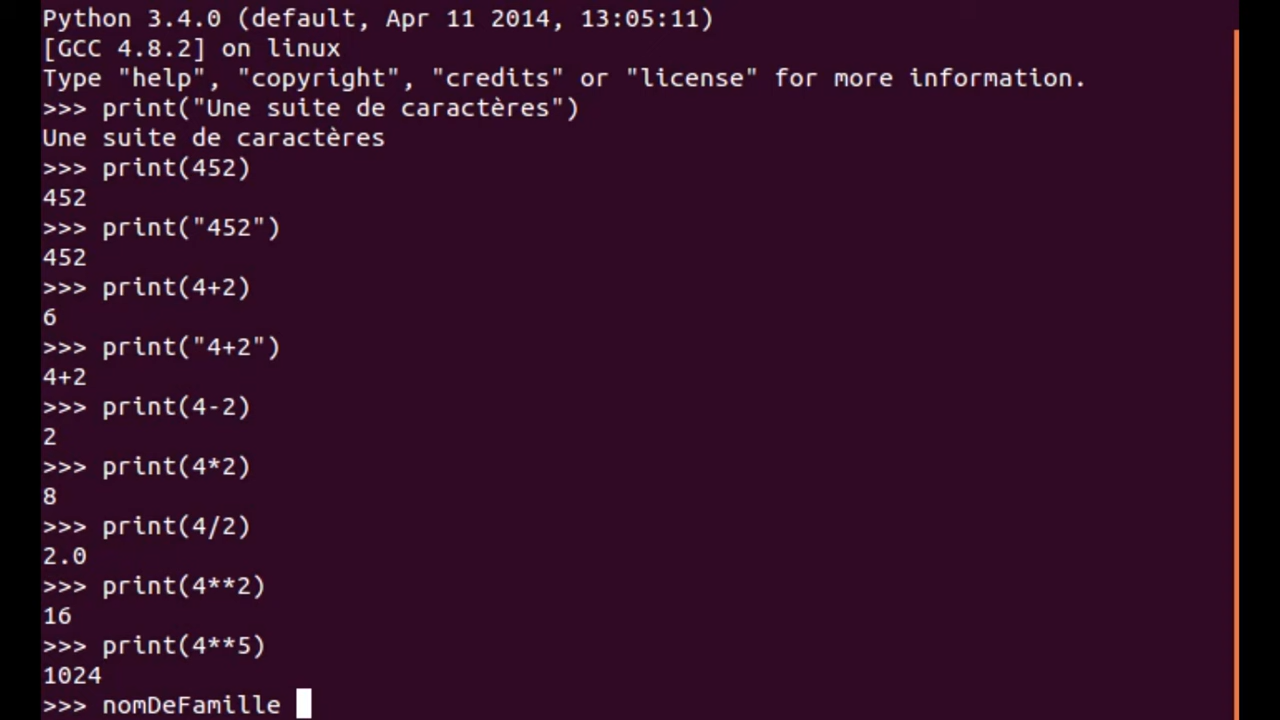 Python 3.4.0 (default, Apr 11 2014, 13:05:11)
[GCC 4.8.2] on linux
Type "help", "copyright", "credits" or "license" for more information.
>>> print("Une suite de caractères")
Une suite de caractères
>>> print(452)
452
>>> print("452")
452
>>> print(4+2)
6
>>> print("4+2")
4+2
>>> print(4-2)
2
>>> print(4*2)
8
>>> print(4/2)
2.0
>>> print(4**2)
16
>>> print(4**5)
1024
>>> nomDeFamille